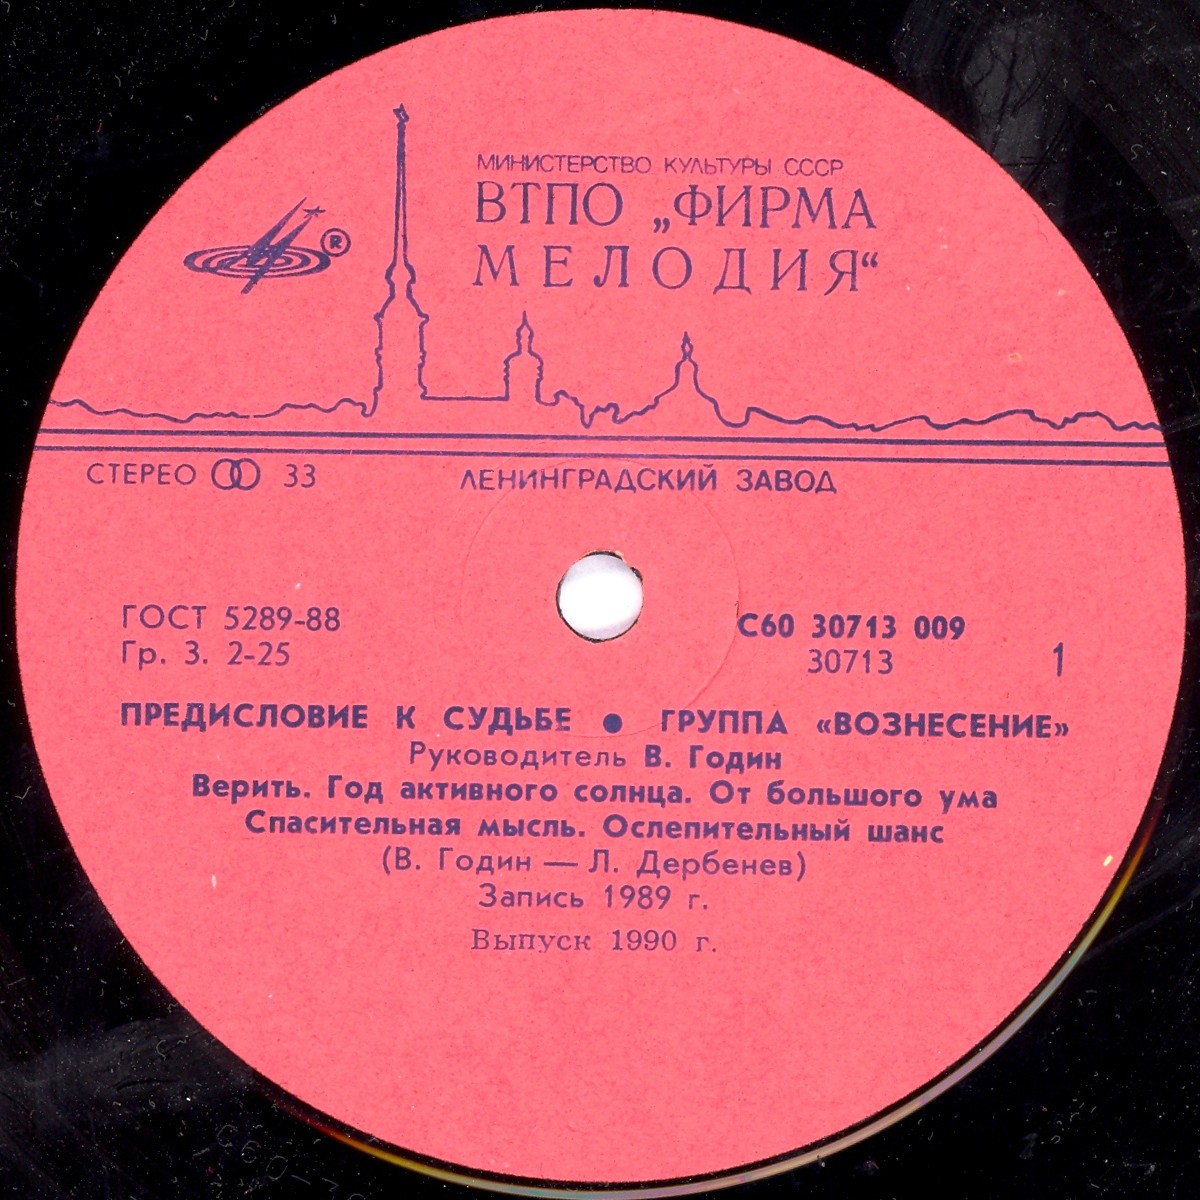 МИНИСТЕРСТВО КУЛЬТУРЫ СССР
ВТПО „ФИРМА
МЕЛОДИЯ“
®
СТЕРЕО 33
ЛЕНИНГРАДСКИЙ ЗАВОД
ГОСТ 5289-88
Гр. 3. 2-25
С60 30713 009
30713
1
ПРЕДИСЛОВИЕ К СУДЬБЕ ● ГРУППА «ВОЗНЕСЕНИЕ»
Руководитель В. Годин
Верить. Год активного солнца. От большого ума
Спасительная мысль. Ослепительный шанс
(В. Годин — Л. Дербенев)
Запись 1989 г.
Выпуск 1990 г.